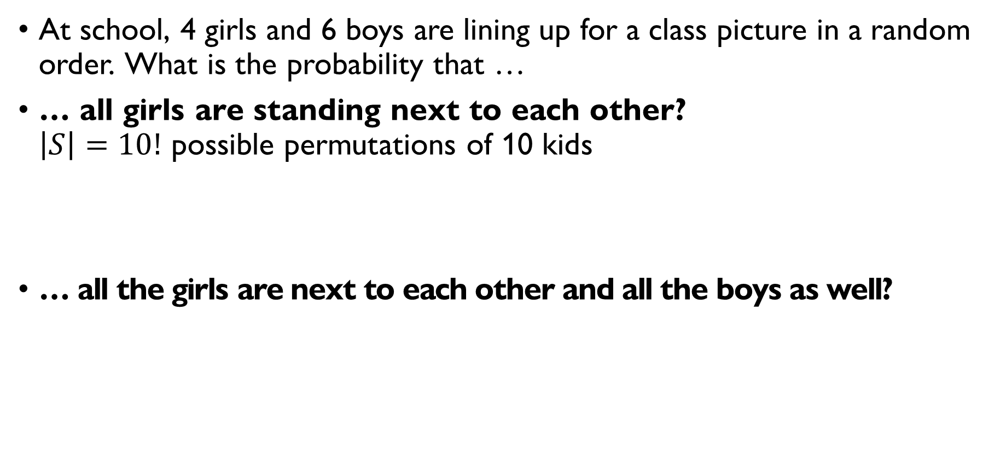 • At school, 4 girls and 6 boys are lining up for a class picture in a random
order. What is the probability that …
• … all girls are standing next to each other?
|S| = 10! possible permutations of 10 kids
• … all the girls are next to each other and all the boys as well?